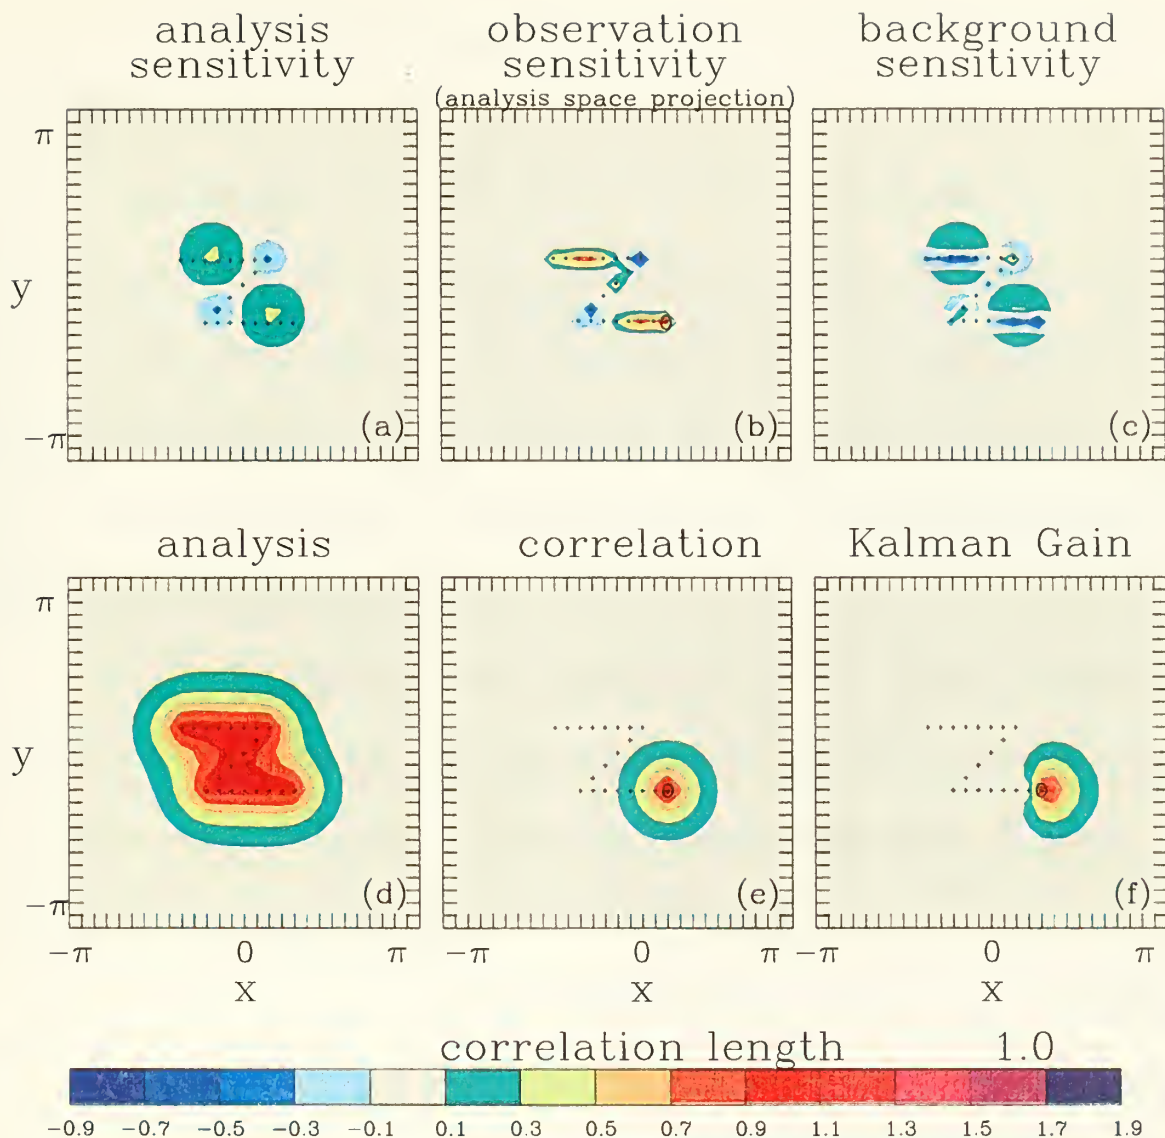 analysis sensitivity
observation sensitivity
(analysis space projection)
background sensitivity
π
y
−π
(a)
(b)
(c)
analysis
correlation
Kalman Gain
π
y
−π
(d)
(e)
(f)
−π 0 π
−π 0 π
−π 0 π
x
x
x
correlation length 1.0
−0.9 −0.7 −0.5 −0.3 −0.1 0.1 0.3 0.5 0.7 0.9 1.1 1.3 1.5 1.7 1.9